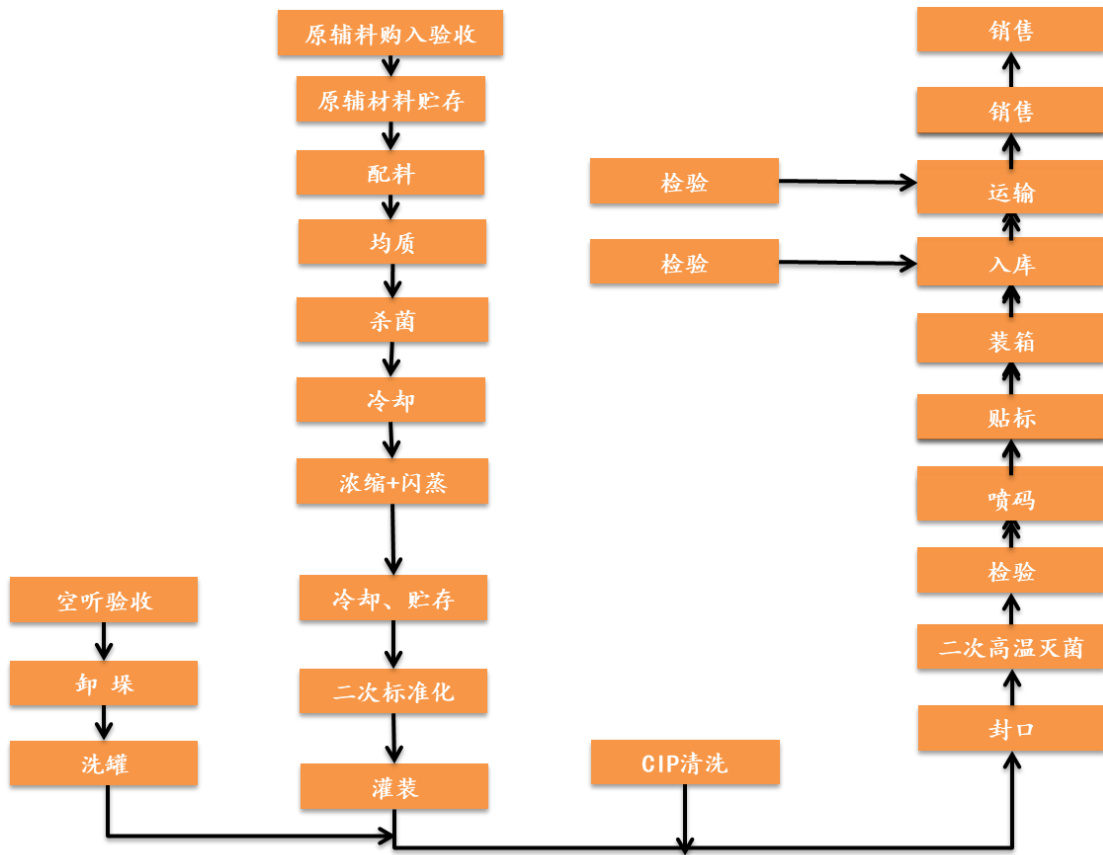 原辅料购入验收
原辅材料贮存
配料
均质
杀菌
冷却
浓缩+闪蒸
冷却、贮存
二次标准化
灌装
空听验收
卸 垛
洗罐
CIP清洗
检验
检验
销售
销售
运输
入库
装箱
贴标
喷码
检验
二次高温灭菌
封口